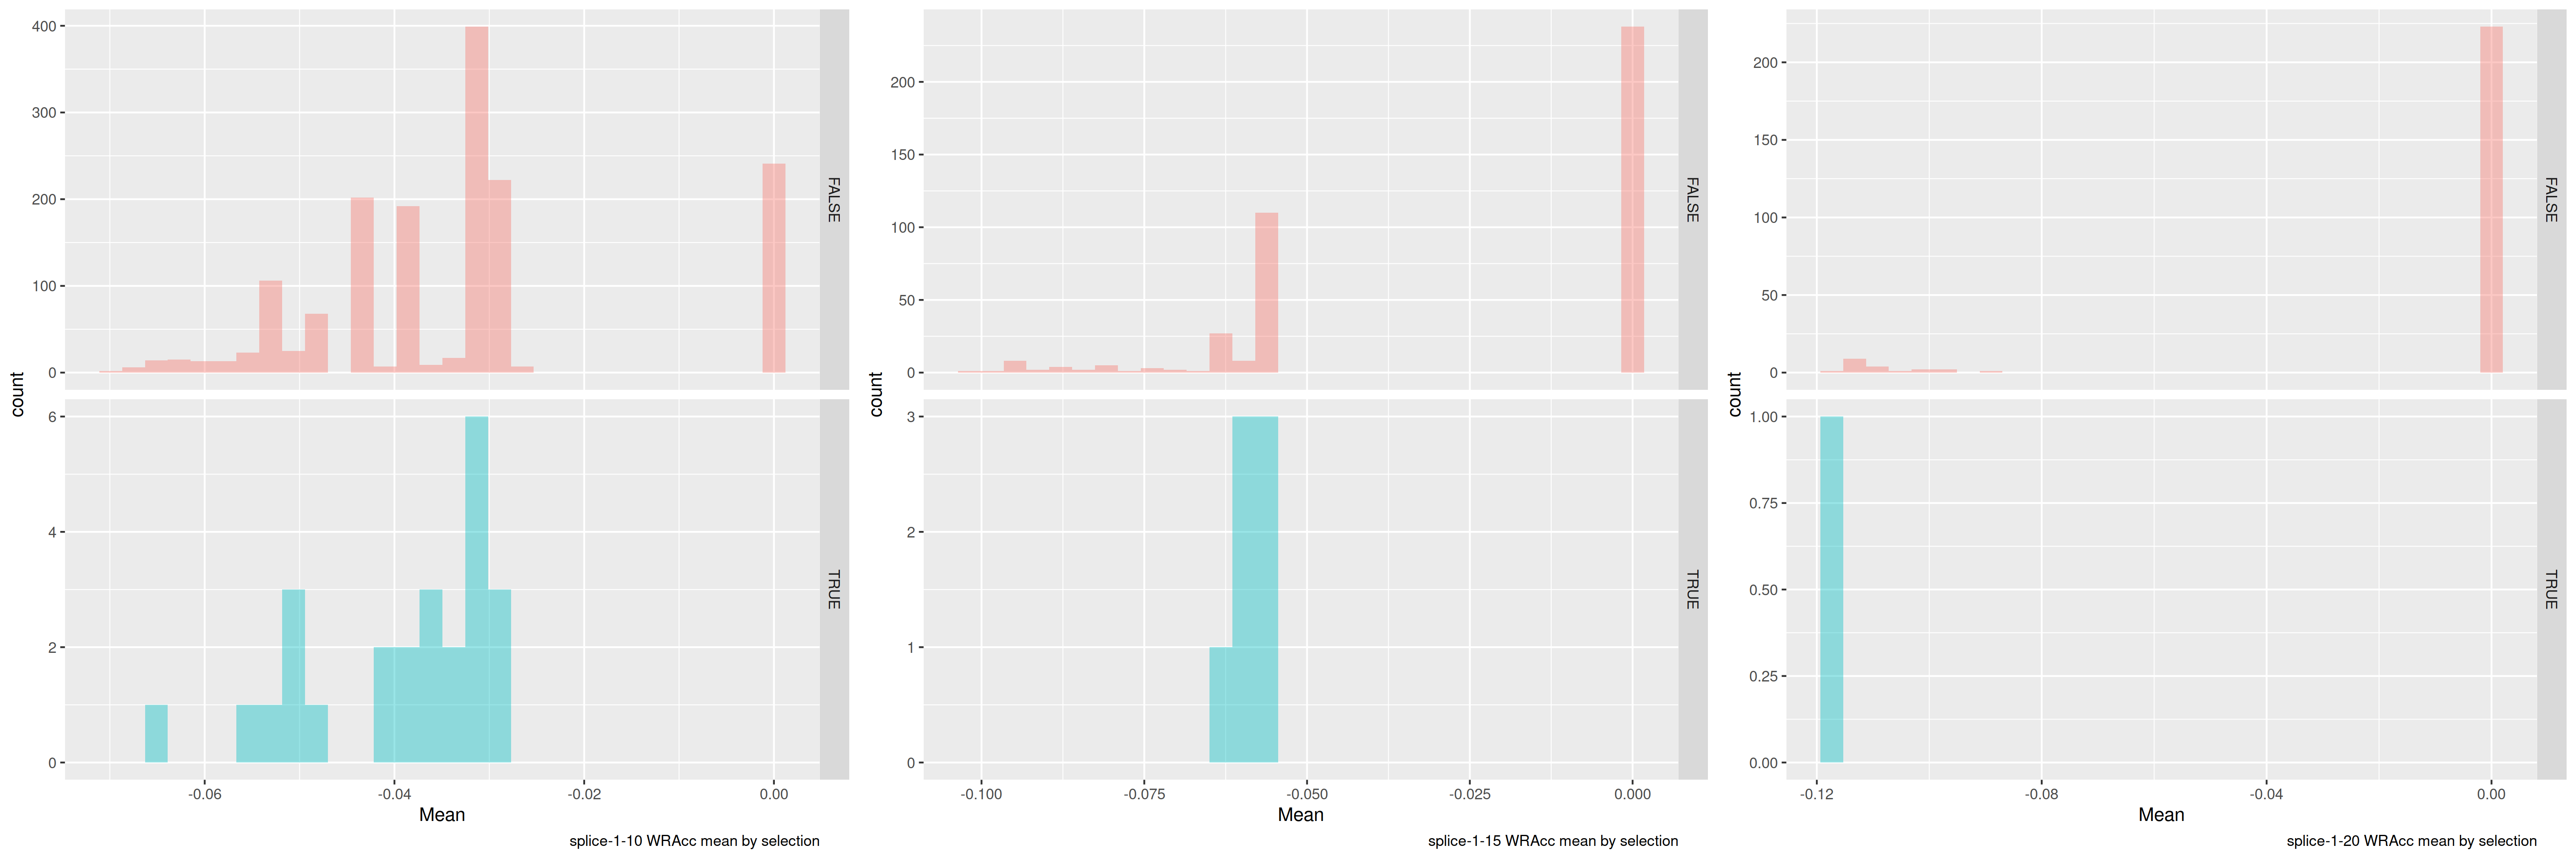 400
300
200
100
0
FALSE
6
4
2
0
TRUE
count
-0.06 -0.04 -0.02 0.00
Mean
splice-1-10 WRAcc mean by selection
200
150
100
50
0
FALSE
3
2
1
0
TRUE
count
-0.100 -0.075 -0.050 -0.025 0.000
Mean
splice-1-15 WRAcc mean by selection
200
150
100
50
0
FALSE
1.00
0.75
0.50
0.25
0.00
TRUE
count
-0.12 -0.08 -0.04 0.00
Mean
splice-1-20 WRAcc mean by selection